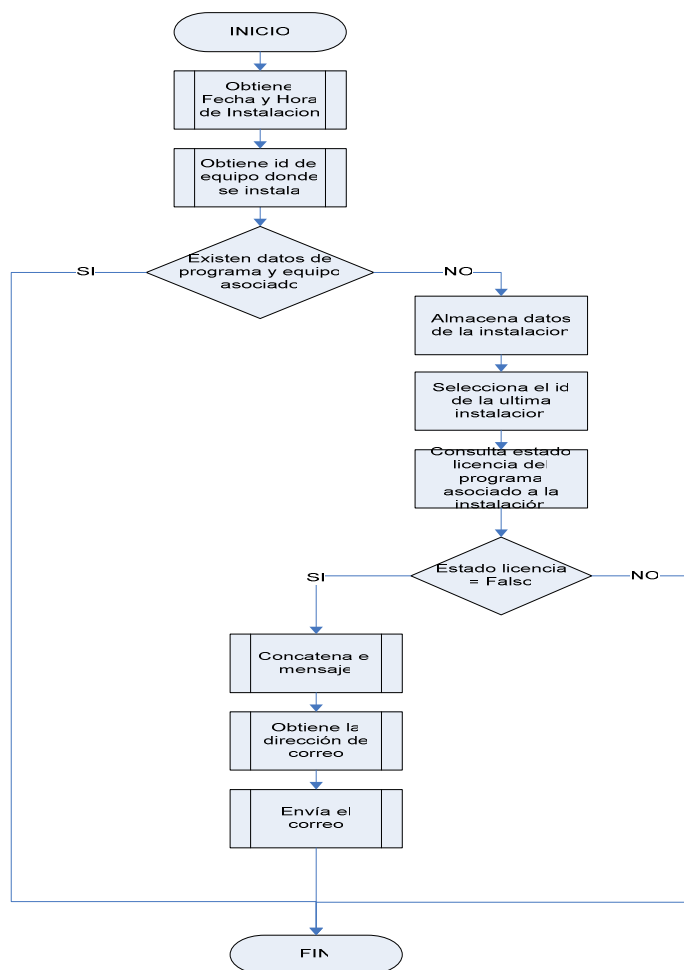 INICIO
Obtiene
Fecha y Hora
de Instalacion
Obtiene id de
equipo donde
se instala
Existen datos de
programa y equipo
asociado
SI
NO
Almacena datos
de la instalacion
Selecciona el id
de la ultima
instalacion
Consulta estado
licencia del
programa
asociado a la
instalación
Estado licencia
= Falso
SI
NO
Concatena e
mensaje
Obtiene la
dirección de
correo
Envía el
correo
FIN